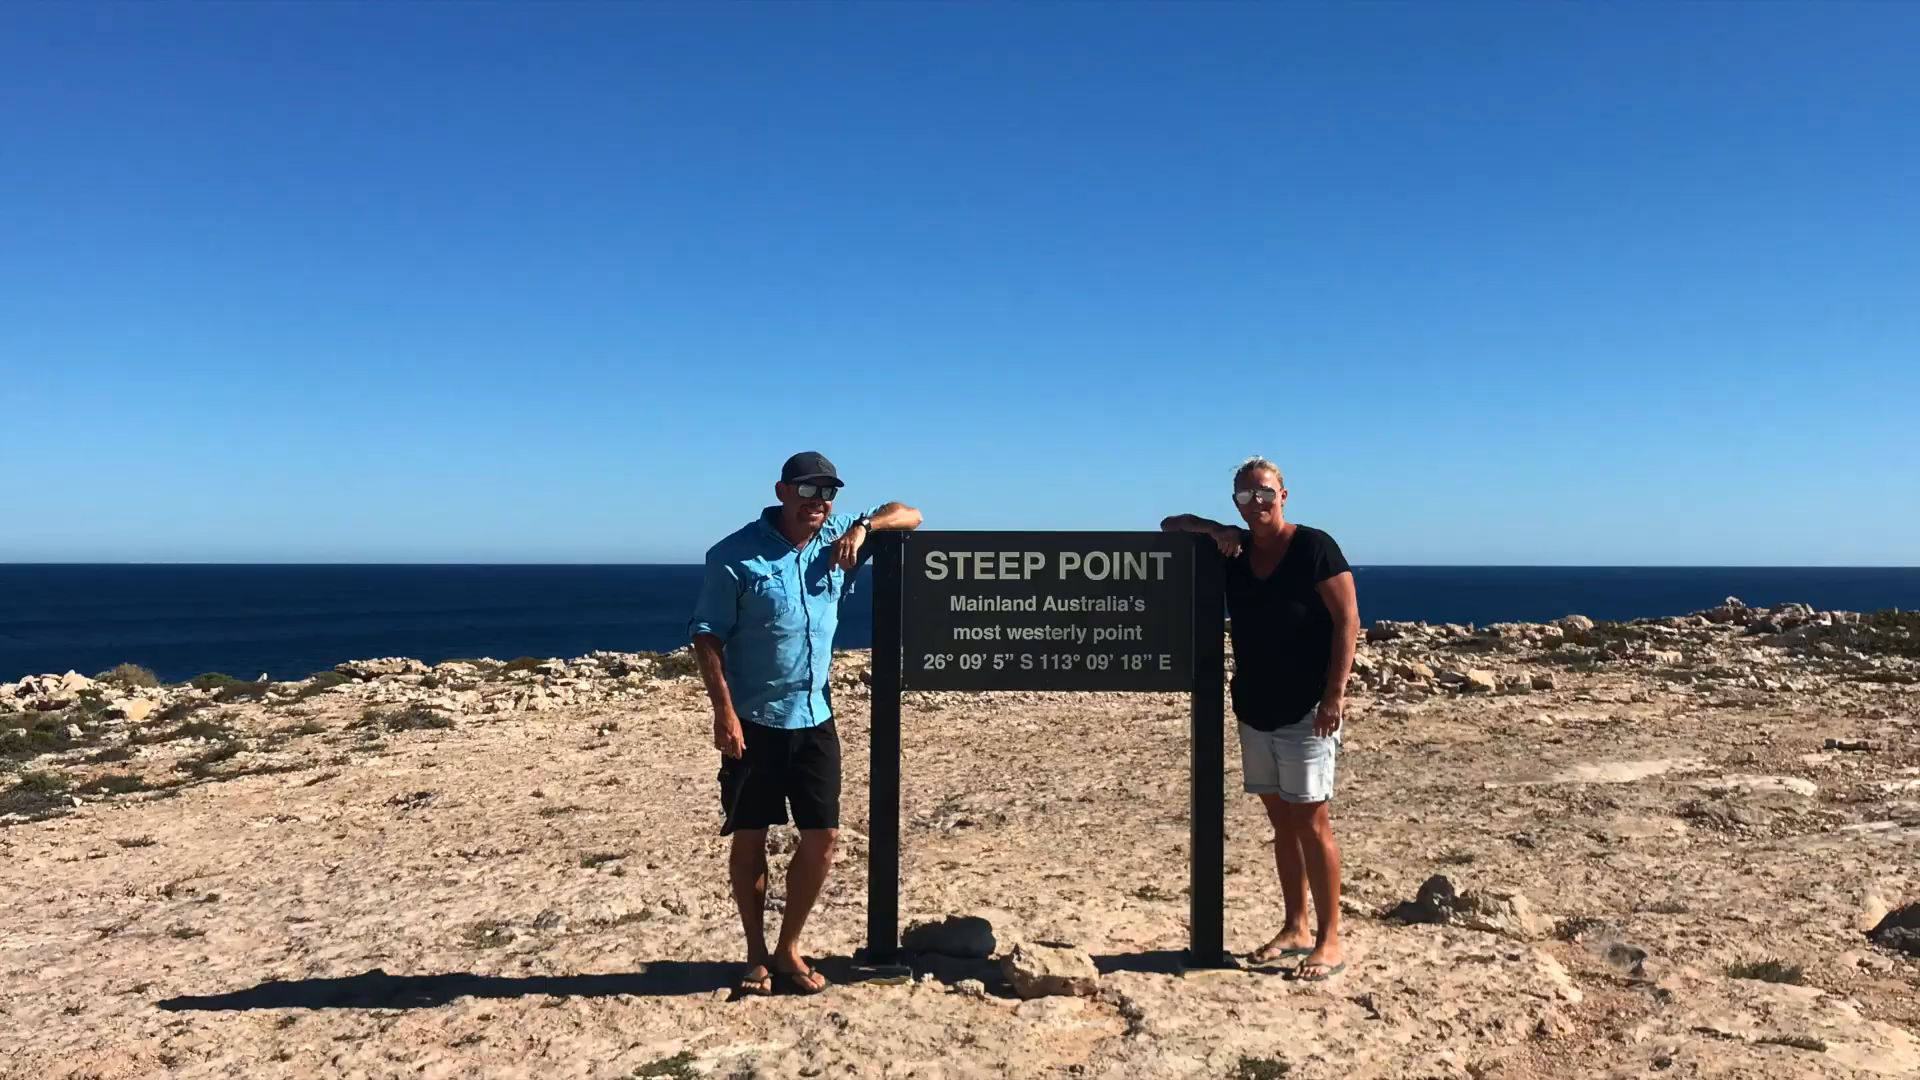 STEEP POINT
Mainland Australia's
most westerly point
26° 09' 5” S 113° 09' 18” E